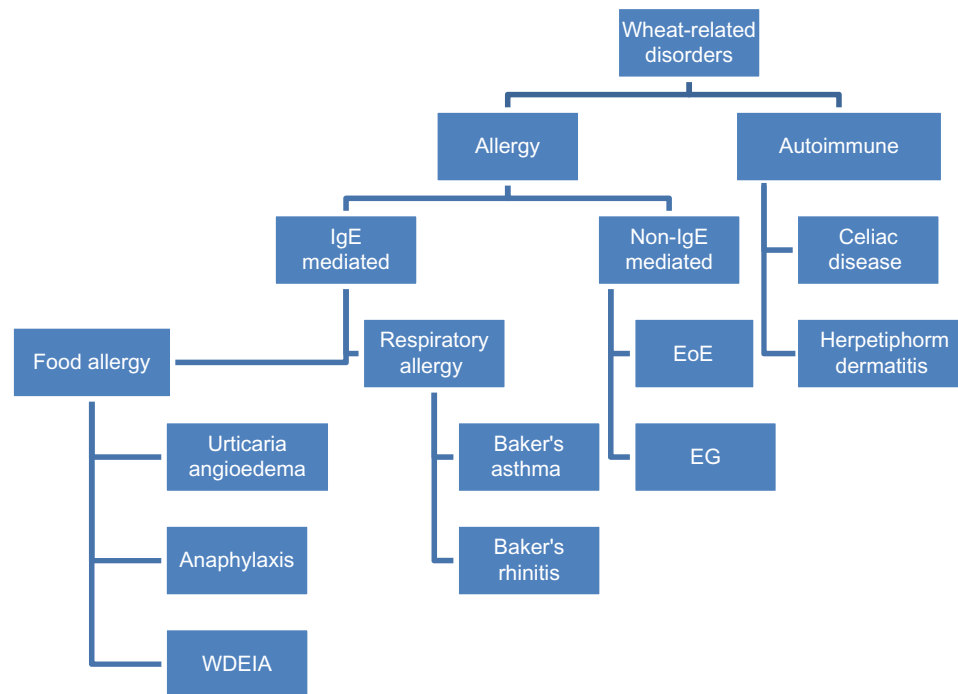 Wheat-related
disorders
Allergy
Autoimmune
IgE
mediated
Non-IgE
mediated
Celiac
disease
Food allergy
Respiratory
allergy
EoE
Herpetiphorm
dermatitis
Urticaria
angioedema
Baker's
asthma
EG
Anaphylaxis
Baker's
rhinitis
WDEIA